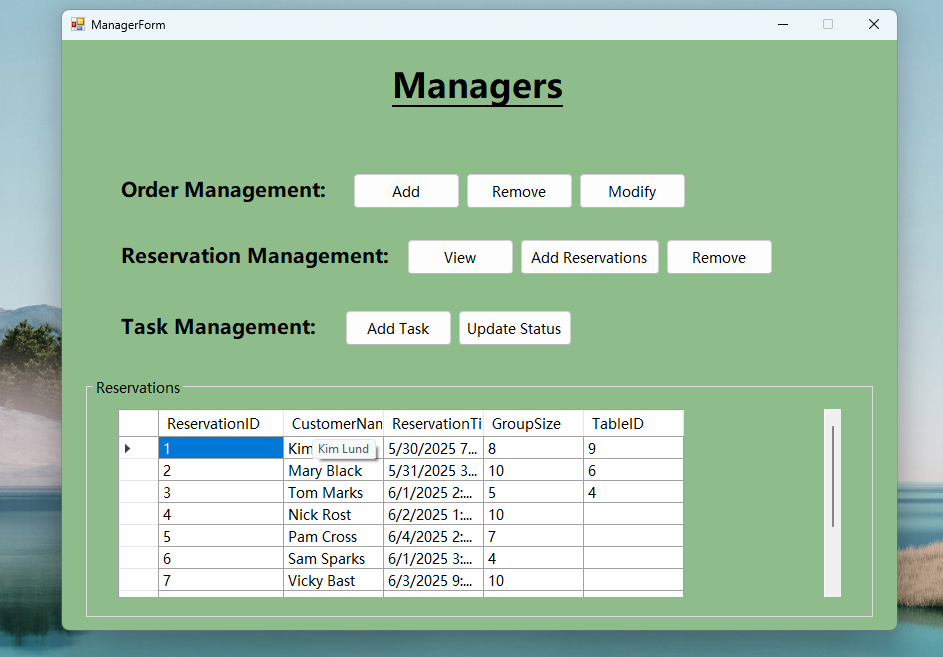 ManagerForm
Managers
Order Management: Add Remove Modify
Reservation Management: View Add Reservations Remove
Task Management: Add Task Update Status
Reservations
ReservationID CustomerNan ReservationTi GroupSize TableID
1 Kim Kim Lund 5/30/2025 7... 8 9
2 Mary Black 5/31/2025 3... 10 6
3 Tom Marks 6/1/2025 2:... 5 4
4 Nick Rost 6/2/2025 1:... 10
5 Pam Cross 6/4/2025 2:... 7
6 Sam Sparks 6/1/2025 3:... 4
7 Vicky Bast 6/3/2025 9:... 10